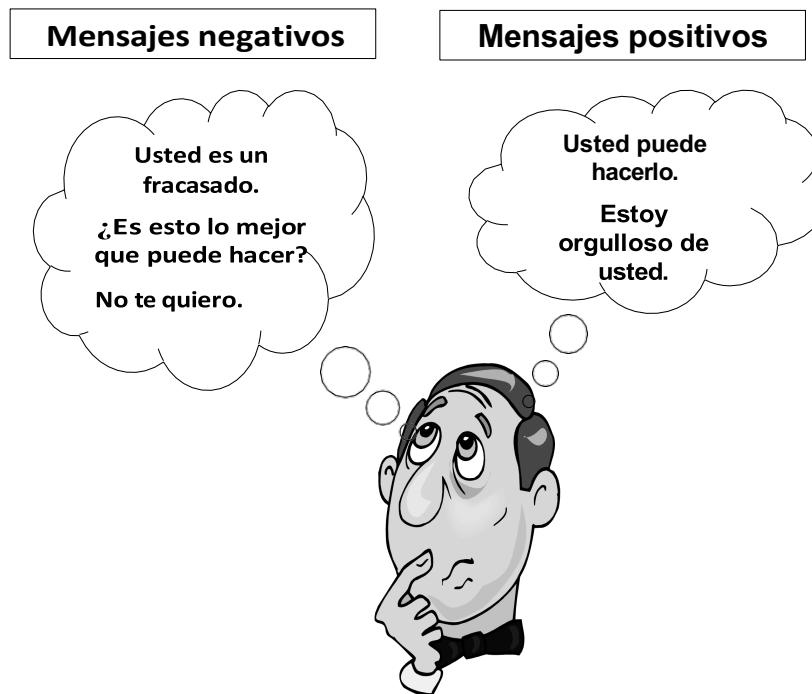 Mensajes negativos
Mensajes positivos
Usted es un
fracasado.
¿Es esto lo mejor
que puede hacer?
No te quiero.
Usted puede
hacerlo.
Estoy
orgulloso de
usted.